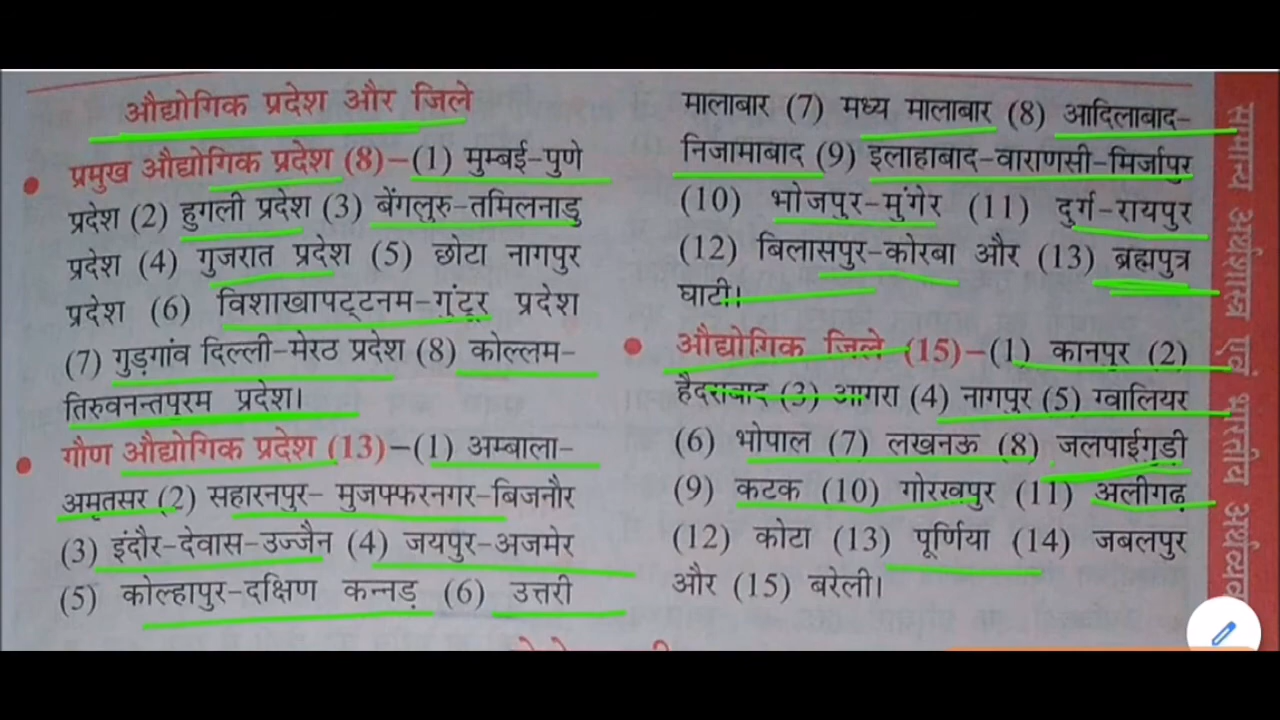 औद्योगिक प्रदेश और जिले
प्रमुख औद्योगिक प्रदेश (8)–(1) मुम्बई-पुणे
प्रदेश (2) हुगली प्रदेश (3) बेंगलूरु-तमिलनाडु
प्रदेश (4) गुजरात प्रदेश (5) छोटा नागपुर
प्रदेश (6) विशाखापट्टनम-गुंटूर प्रदेश
(7) गुड़गांव दिल्ली-मेरठ प्रदेश (8) कोल्लम-
तिरुवनन्तपुरम प्रदेश।
गौण औद्योगिक प्रदेश (13)–(1) अम्बाला-
अमृतसर (2) सहारनपुर- मुजफ्फरनगर-बिजनौर
(3) इंदौर-देवास-उज्जैन (4) जयपुर-अजमेर
(5) कोल्हापुर-दक्षिण कन्नड़ (6) उत्तरी
मालाबार (7) मध्य मालाबार (8) आदिलाबाद-
निजामाबाद (9) इलाहाबाद-वाराणसी-मिर्जापुर
(10) भोजपुर-मुंगेर (11) दुर्ग-रायपुर
(12) बिलासपुर-कोरबा और (13) ब्रह्मपुत्र
घाटी।
औद्योगिक जिले (15)–(1) कानपुर (2)
हैदराबाद (3) आगरा (4) नागपुर (5) ग्वालियर
(6) भोपाल (7) लखनऊ (8) जलपाईगुड़ी
(9) कटक (10) गोरखपुर (11) अलीगढ़
(12) कोटा (13) पूर्णिया (14) जबलपुर
और (15) बरेली।
सामान्य अर्थशास्त्र एवं भारतीय